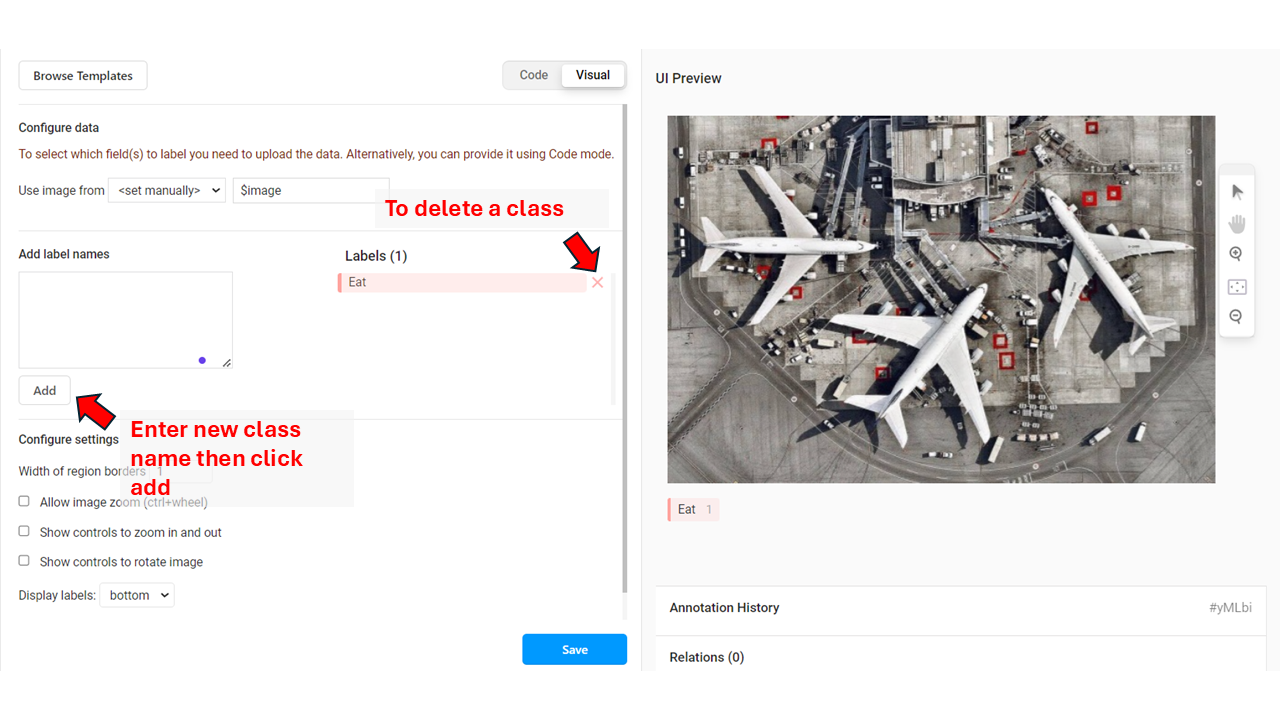 Browse Templates
Code
Visual
Configure data
To select which field(s) to label you need to upload the data. Alternatively, you can provide it using Code mode.
Use image from
<set manually>
$image
To delete a class
Add label names
Labels (1)
Eat
Add
Enter new class
name then click
add
Configure settings
Width of region borders 1
Allow image zoom (ctrl+wheel)
Show controls to zoom in and out
Show controls to rotate image
Display labels: bottom
Save
UI Preview
Eat 1
Annotation History
#yMLbi
Relations (0)